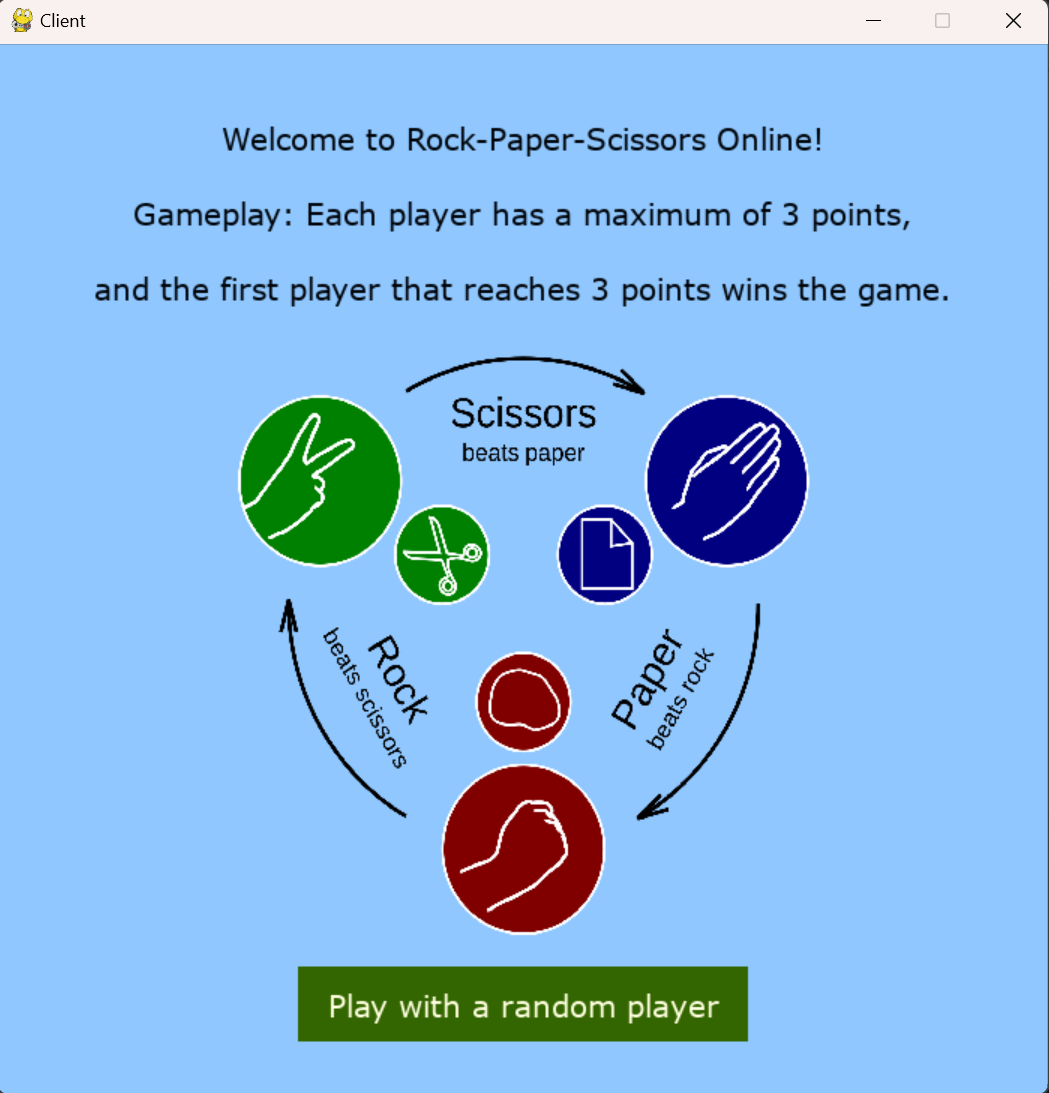 Client
Welcome to Rock-Paper-Scissors Online!
Gameplay: Each player has a maximum of 3 points,
and the first player that reaches 3 points wins the game.
Scissors
beats paper
Rock
beats scissors
Paper
beats rock
Play with a random player